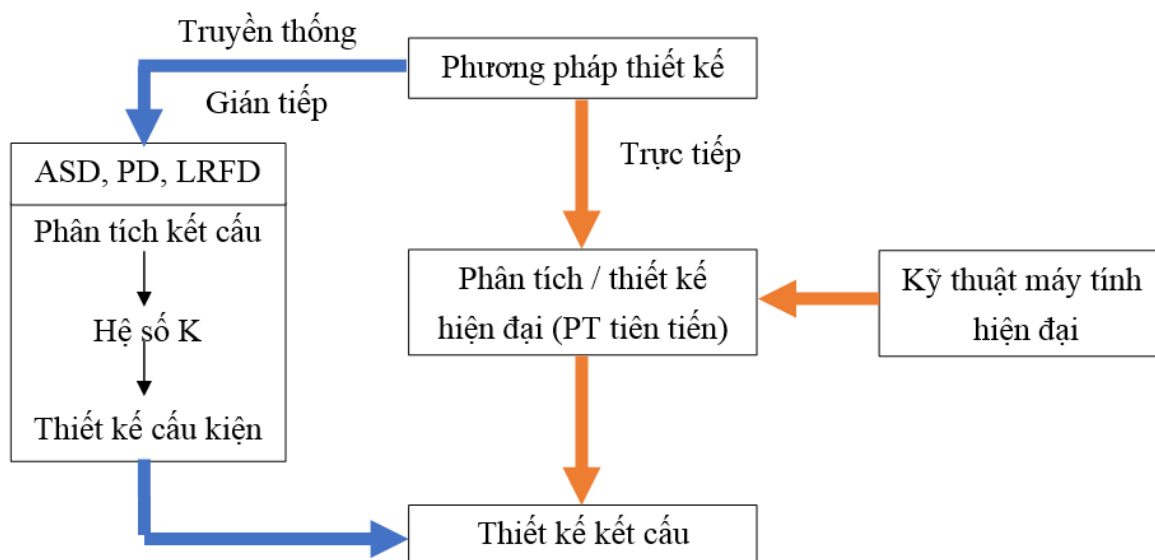 Truyền thống
Phương pháp thiết kế
Gián tiếp
Trực tiếp
ASD, PD, LRFD
Phân tích kết cấu
Hệ số K
Thiết kế cấu kiện
Phân tích / thiết kế
hiện đại (PT tiên tiến)
Kỹ thuật máy tính
hiện đại
Thiết kế kết cấu